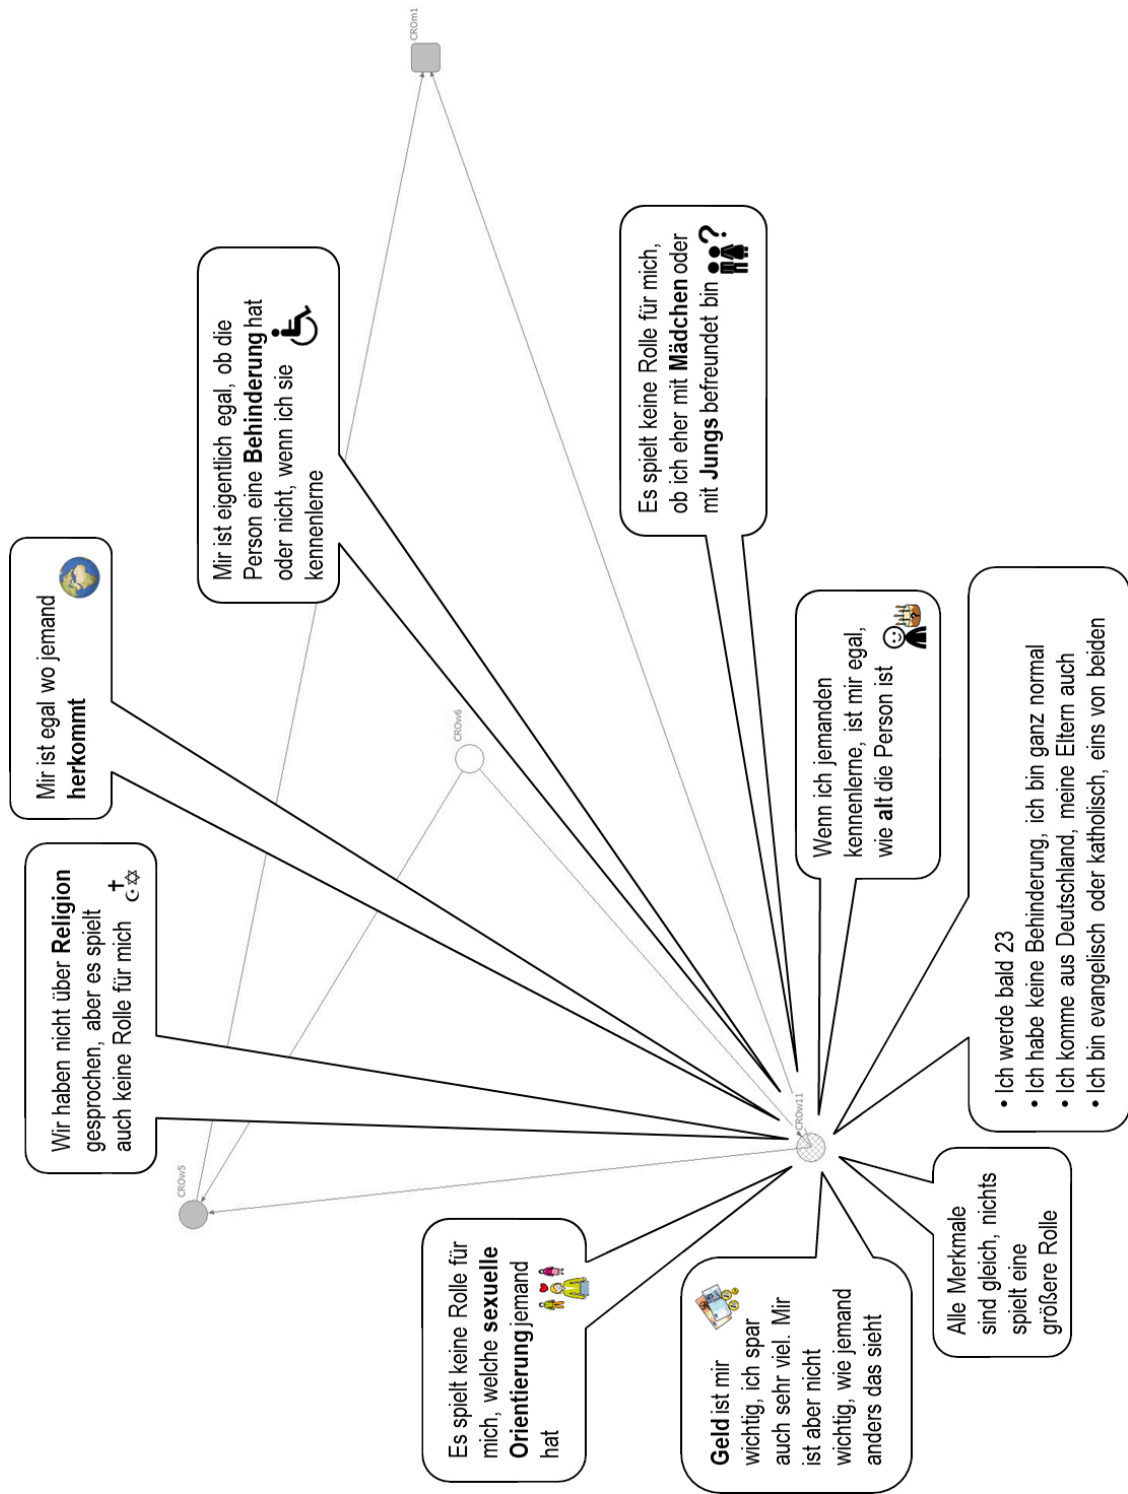 CROm1
Mir ist egal wo jemand
herkommt
Mir ist eigentlich egal, ob die
Person eine Behinderung hat
oder nicht, wenn ich sie
kennenlerne
Wir haben nicht über Religion
gesprochen, aber es spielt
auch keine Rolle für mich
CROw6
CROw5
Es spielt keine Rolle für mich,
ob ich eher mit Mädchen oder
mit Jungs befreundet bin
?
Es spielt keine Rolle für
mich, welche sexuelle
Orientierung jemand
hat
CROw11
Wenn ich jemanden
kennenlerne, ist mir egal,
wie alt die Person ist
Geld ist mir
wichtig, ich spar
auch sehr viel. Mir
ist aber nicht
wichtig, wie jemand
anders das sieht
Alle Merkmale
sind gleich, nichts
spielt eine
größere Rolle
• Ich werde bald 23
• Ich habe keine Behinderung, ich bin ganz normal
• Ich komme aus Deutschland, meine Eltern auch
• Ich bin evangelisch oder katholisch, eins von beiden